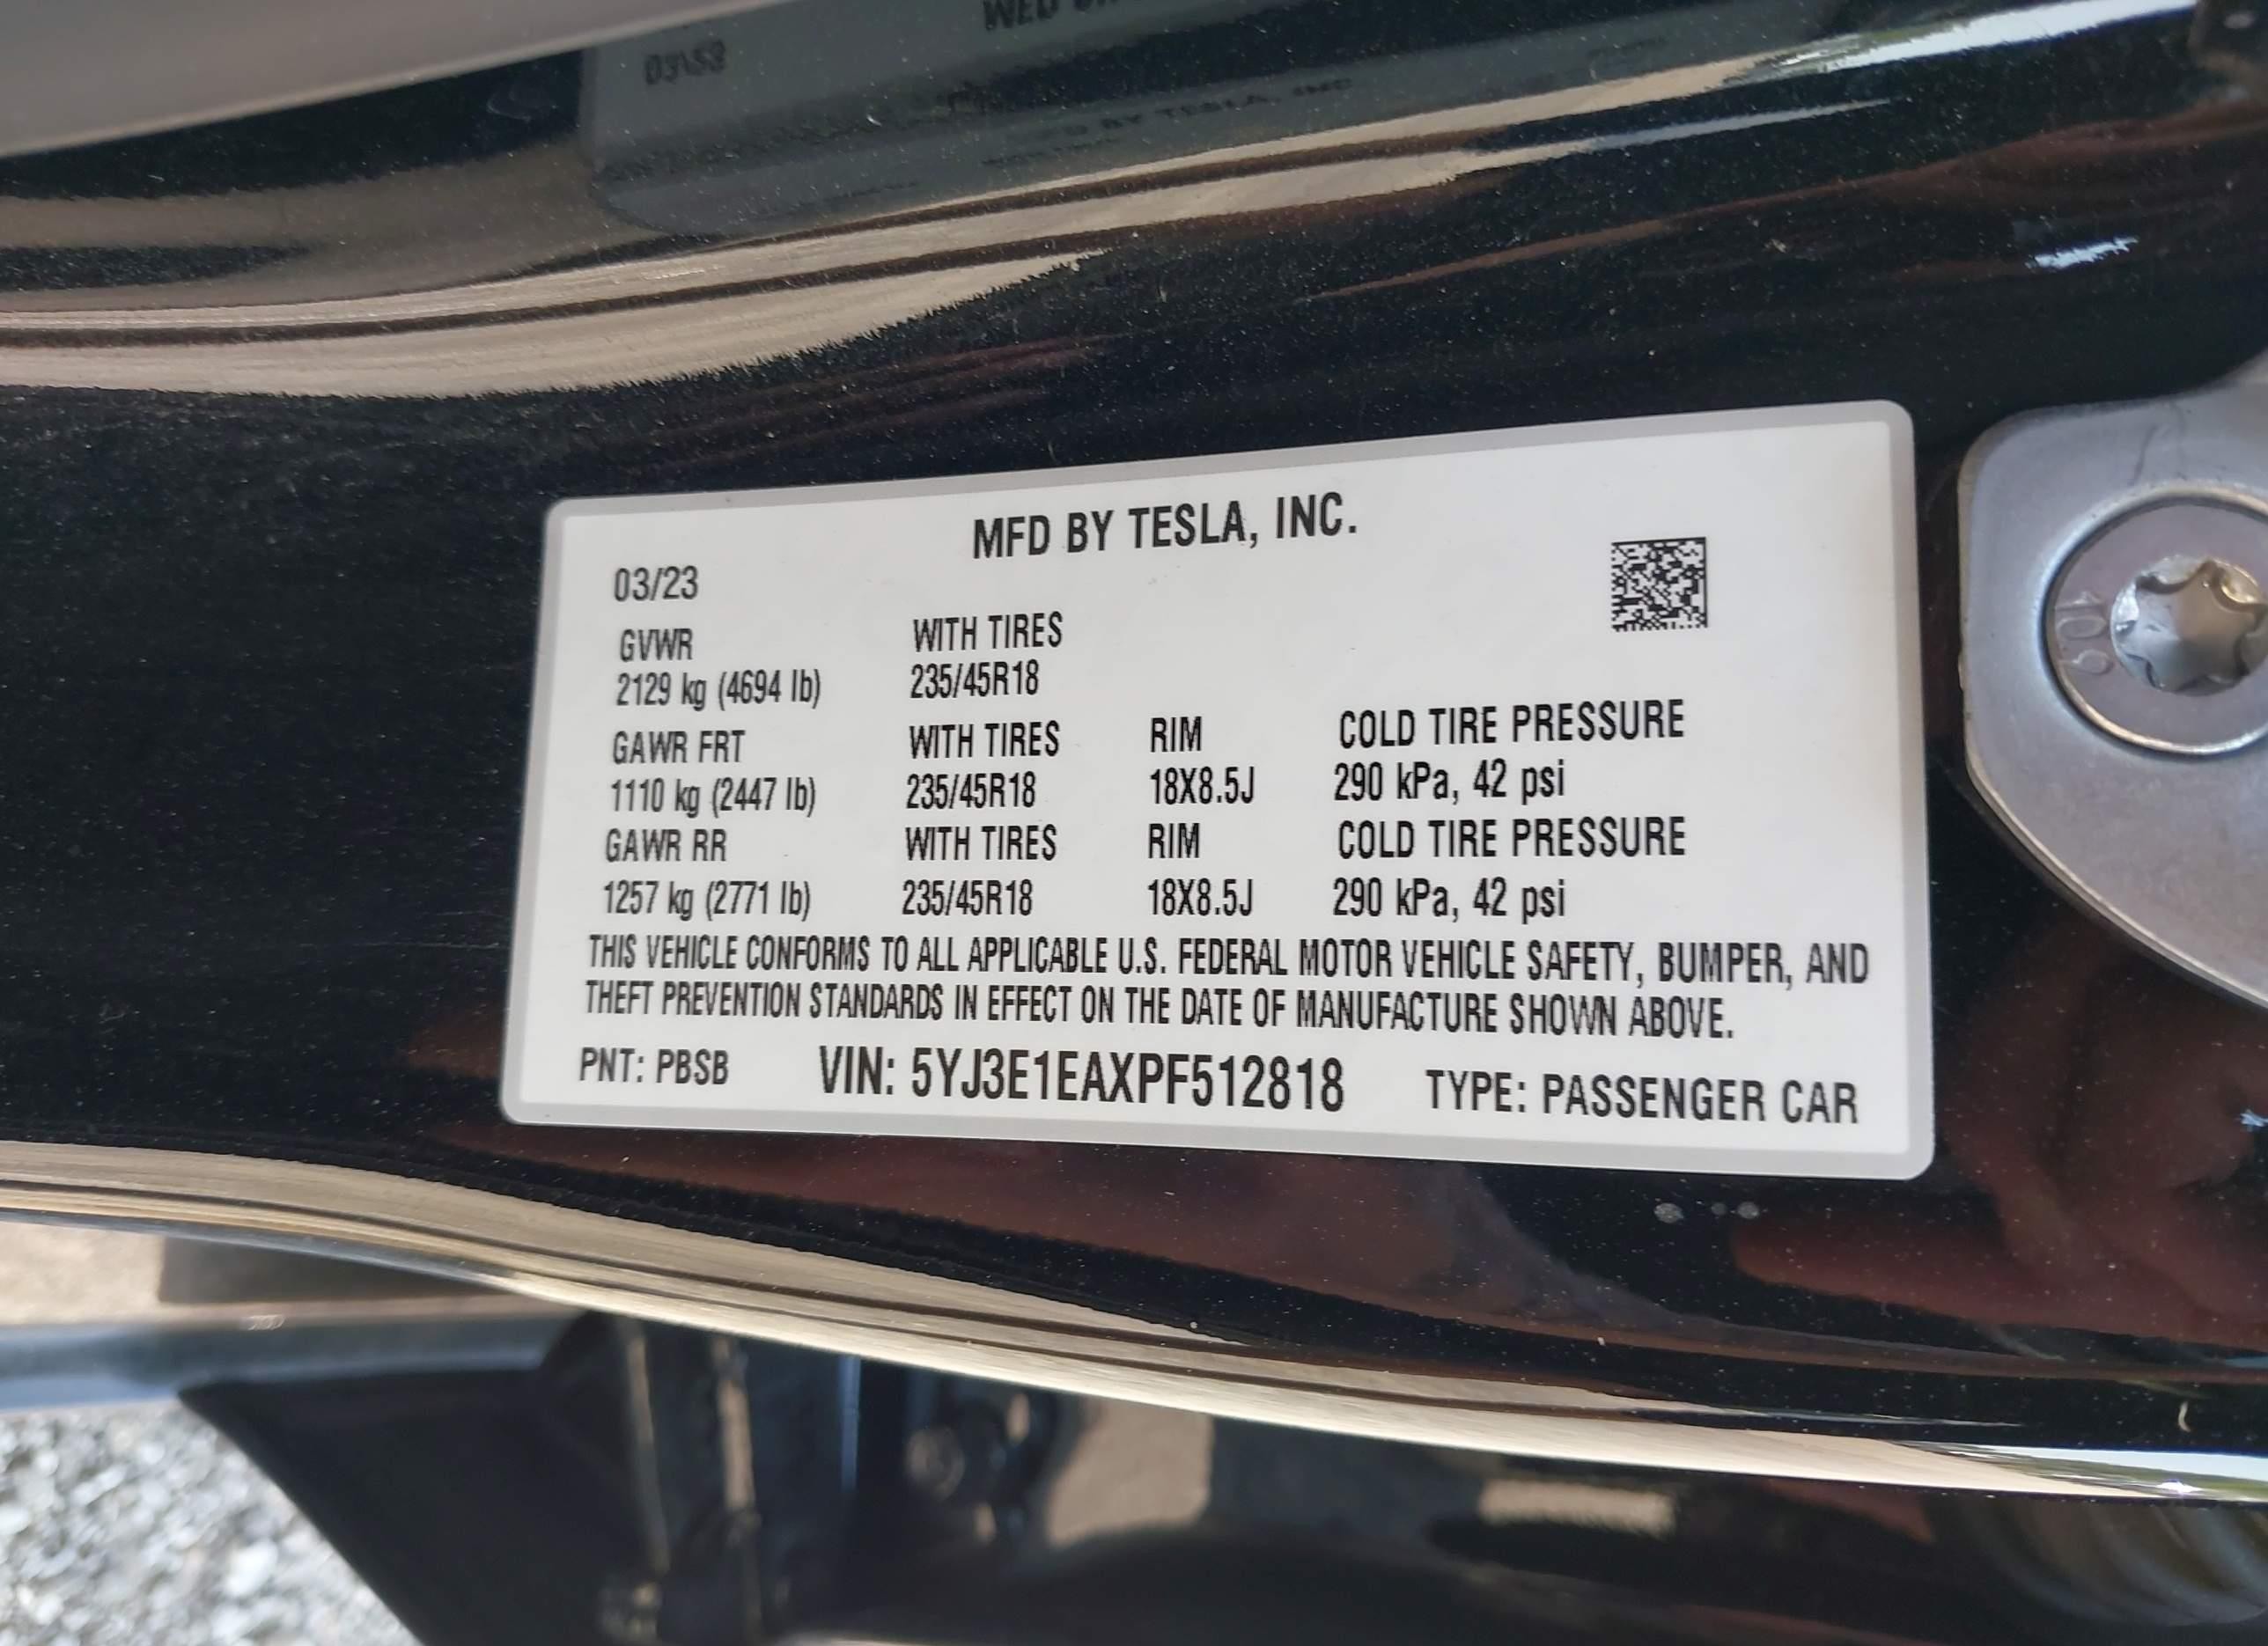 MFD BY TESLA, INC.
03/23
GVWR WITH TIRES
2129 kg (4694 lb) 235/45R18
GAWR FRT WITH TIRES RIM COLD TIRE PRESSURE
1110 kg (2447 lb) 235/45R18 18X8.5J 290 kPa, 42 psi
GAWR RR WITH TIRES RIM COLD TIRE PRESSURE
1257 kg (2771 lb) 235/45R18 18X8.5J 290 kPa, 42 psi
THIS VEHICLE CONFORMS TO ALL APPLICABLE U.S. FEDERAL MOTOR VEHICLE SAFETY, BUMPER, AND
THEFT PREVENTION STANDARDS IN EFFECT ON THE DATE OF MANUFACTURE SHOWN ABOVE.
PNT: PBSB VIN: 5YJ3E1EAXPF512818 TYPE: PASSENGER CAR